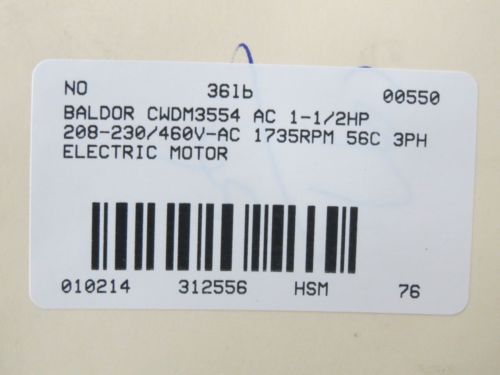 NO 36lb 00550
BALDOR CWDM3554 AC 1-1/2HP
208-230/460V-AC 1735RPM 56C 3PH
ELECTRIC MOTOR
010214 312556 HSM 76